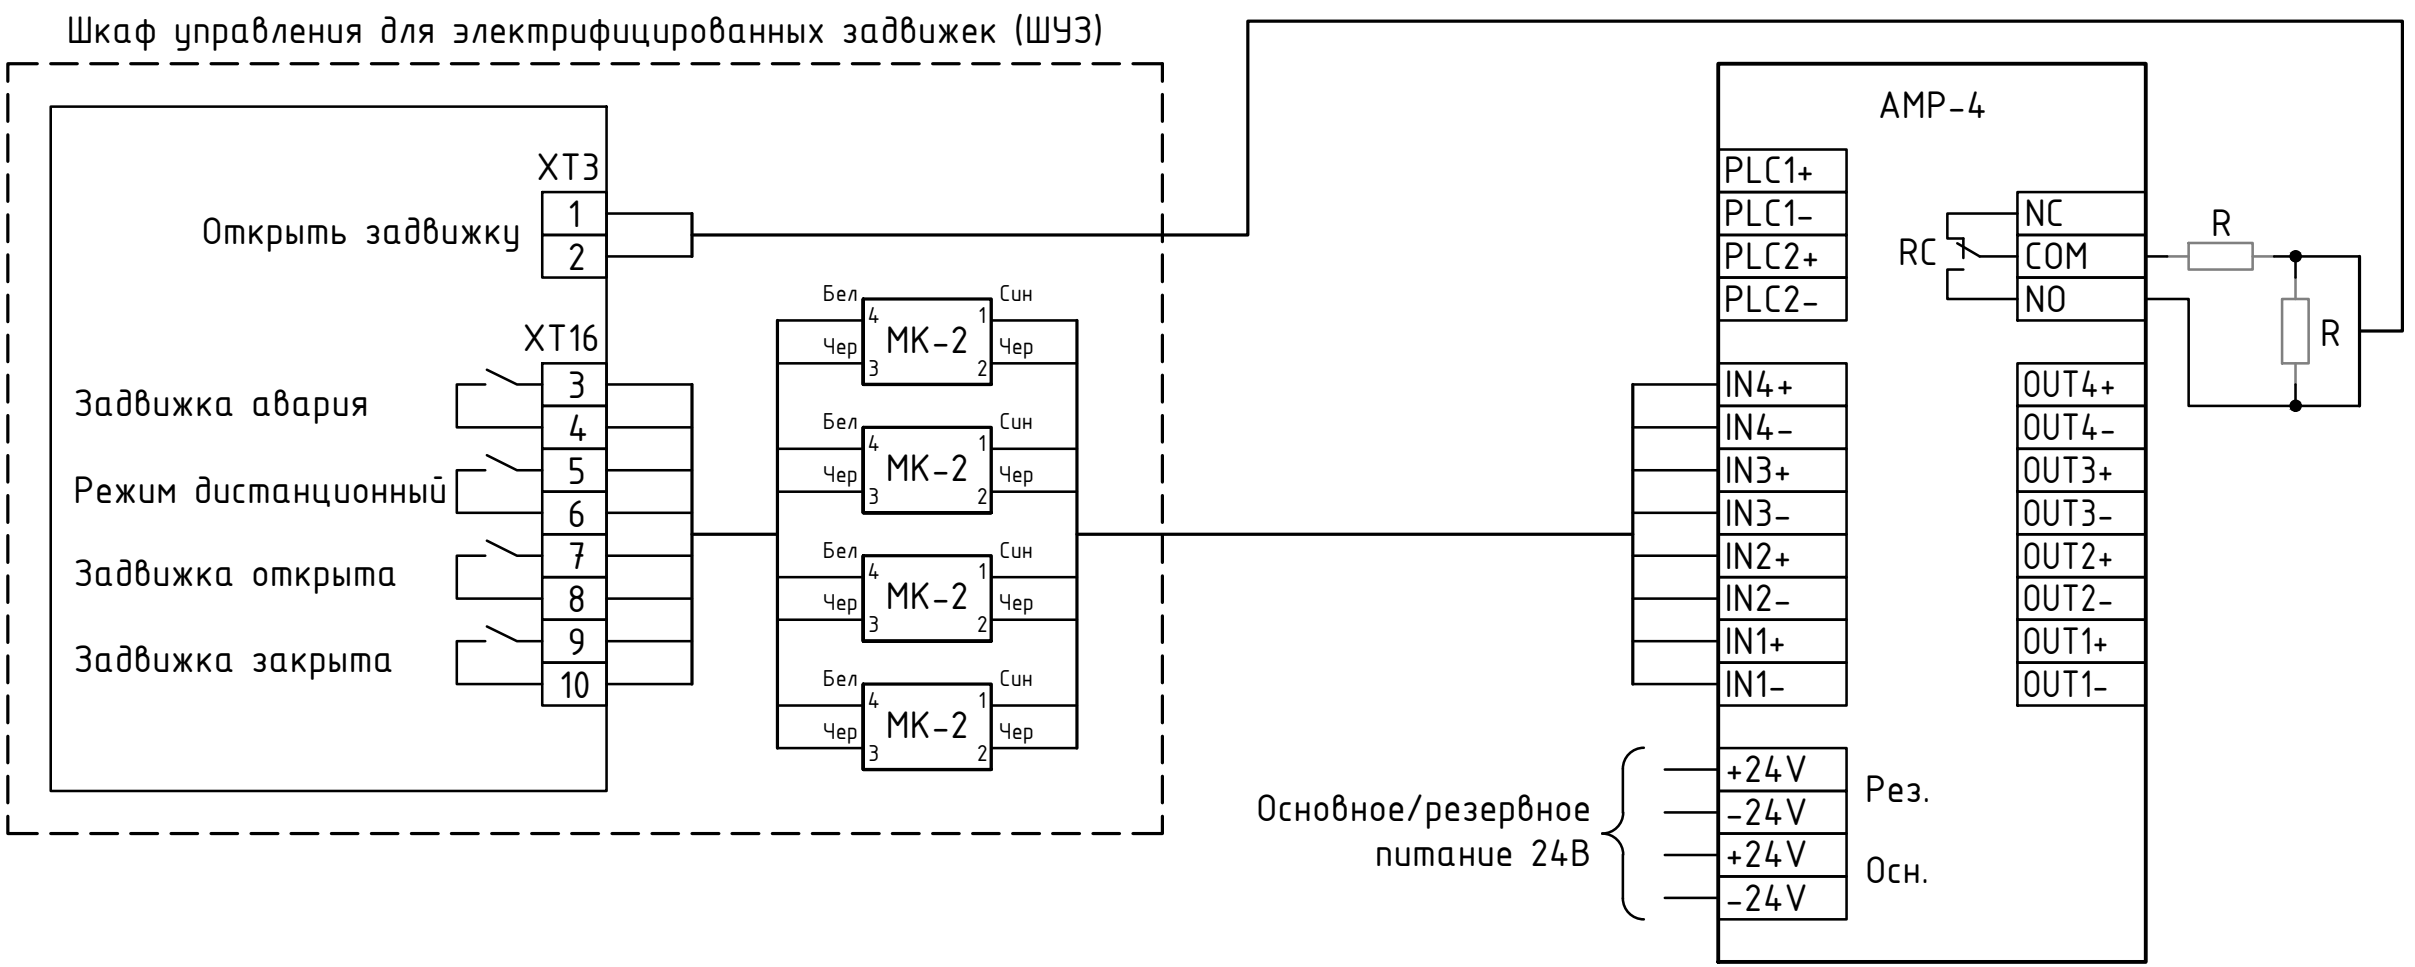 Шкаф управления для электрифицированных задвижек (ШУЗ)
XT3
Открыть задвижку
1
2
XT16
Задвижка авария
3
4
Режим дистанционный
5
6
Задвижка открыта
7
8
Задвижка закрыта
9
10
Бел
Син
4
МК-2
1
Чер
Чер
3
2
Бел
Син
4
МК-2
1
Чер
Чер
3
2
Бел
Син
4
МК-2
1
Чер
Чер
3
2
Бел
Син
4
МК-2
1
Чер
Чер
3
2
АМР-4
PLC1+
PLC1-
PLC2+
PLC2-
IN4+
IN4-
IN3+
IN3-
IN2+
IN2-
IN1+
IN1-
Основное/резервное
питание 24В
+24V
-24V
Рез.
+24V
-24V
Осн.
RC
NC
COM
NO
OUT4+
OUT4-
OUT3+
OUT3-
OUT2+
OUT2-
OUT1+
OUT1-
R
R